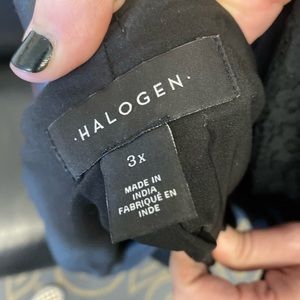 ·HALOGEN·
3x
MADE IN
INDIA
FABRIQUÉ EN
INDE